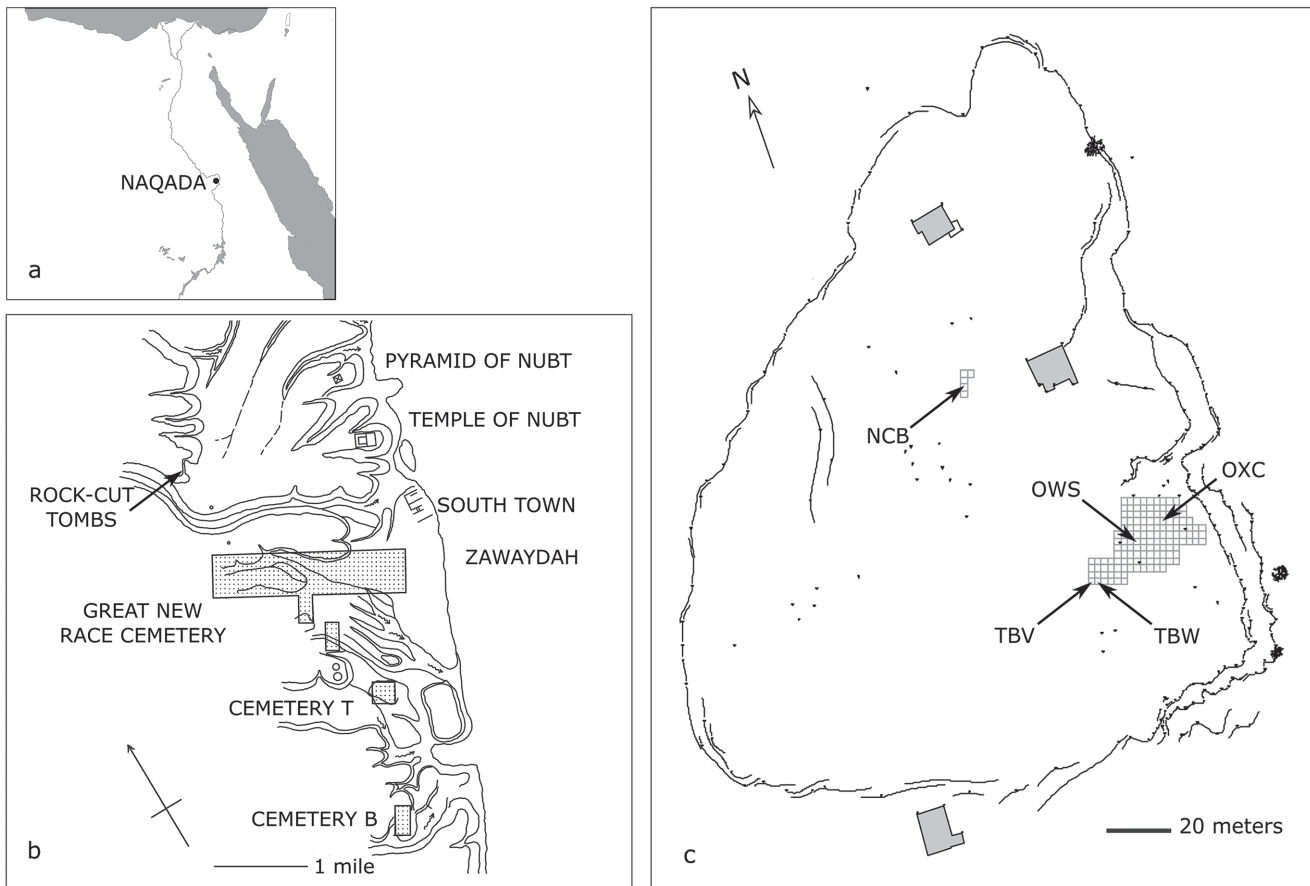 NAQADA
a
PYRAMID OF NUBT
TEMPLE OF NUBT
ROCK-CUT
TOMBS
SOUTH TOWN
ZAWAYDAH
GREAT NEW
RACE CEMETERY
CEMETERY T
CEMETERY B
b
1 mile
N
NCB
OXC
OWS
TBV
TBW
20 meters
c